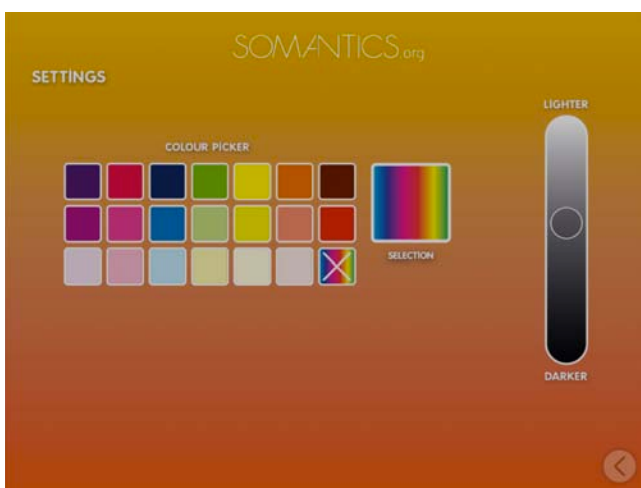 SOMANTICS.org
SETTINGS
LIGHTER
COLOUR PICKER
SELECTION
DARKER